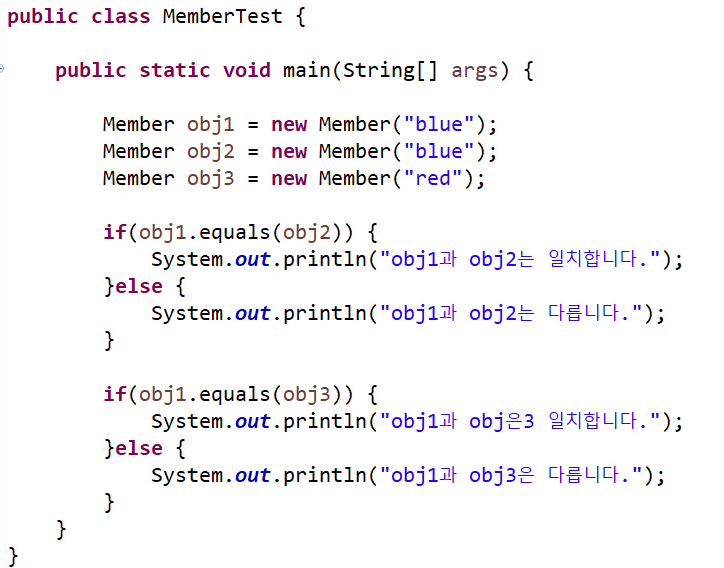 public class MemberTest {
public static void main(String[] args) {
Member obj1 = new Member("blue");
Member obj2 = new Member("blue");
Member obj3 = new Member("red");
if(obj1.equals(obj2)) {
System.out.println("obj1과 obj2는 일치합니다.");
}else {
System.out.println("obj1과 obj2는 다릅니다.");
}
if(obj1.equals(obj3)) {
System.out.println("obj1과 obj은3 일치합니다.");
}else {
System.out.println("obj1과 obj3은 다릅니다.");
}
}
}